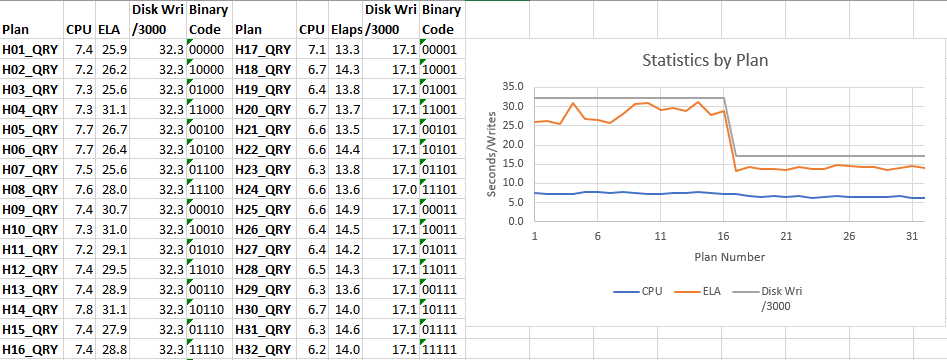 Disk Wri Binary Disk Wri Binary
Plan CPU ELA /3000 Code Plan CPU Elaps /3000 Code
H01_QRY 7.4 25.9 32.3 00000 H17_QRY 7.1 13.3 17.1 00001
H02_QRY 7.2 26.2 32.3 10000 H18_QRY 6.7 14.3 17.1 10001
H03_QRY 7.3 25.6 32.3 01000 H19_QRY 6.4 13.8 17.1 01001
H04_QRY 7.3 31.1 32.3 11000 H20_QRY 6.7 13.7 17.1 11001
H05_QRY 7.7 26.7 32.3 00100 H21_QRY 6.6 13.5 17.1 00101
H06_QRY 7.7 26.4 32.3 10100 H22_QRY 6.6 14.4 17.1 10101
H07_QRY 7.5 25.6 32.3 01100 H23_QRY 6.3 13.8 17.1 01101
H08_QRY 7.6 28.0 32.3 11100 H24_QRY 6.6 13.6 17.0 11101
H09_QRY 7.4 30.7 32.3 00010 H25_QRY 6.6 14.9 17.1 00011
H10_QRY 7.3 31.0 32.3 10010 H26_QRY 6.4 14.5 17.1 10011
H11_QRY 7.2 29.1 32.3 01010 H27_QRY 6.4 14.2 17.1 01011
H12_QRY 7.4 29.5 32.3 11010 H28_QRY 6.5 14.3 17.1 11011
H13_QRY 7.4 28.9 32.3 00110 H29_QRY 6.3 13.6 17.1 00111
H14_QRY 7.8 31.1 32.3 10110 H30_QRY 6.7 14.0 17.1 10111
H15_QRY 7.4 27.9 32.3 01110 H31_QRY 6.3 14.6 17.1 01111
H16_QRY 7.4 28.8 32.3 11110 H32_QRY 6.2 14.0 17.1 11111
Statistics by Plan
Seconds/Writes
35.0
30.0
25.0
20.0
15.0
10.0
5.0
0.0
1 6 11 16 21 26 31
Plan Number
CPU ELA Disk Wri
/3000